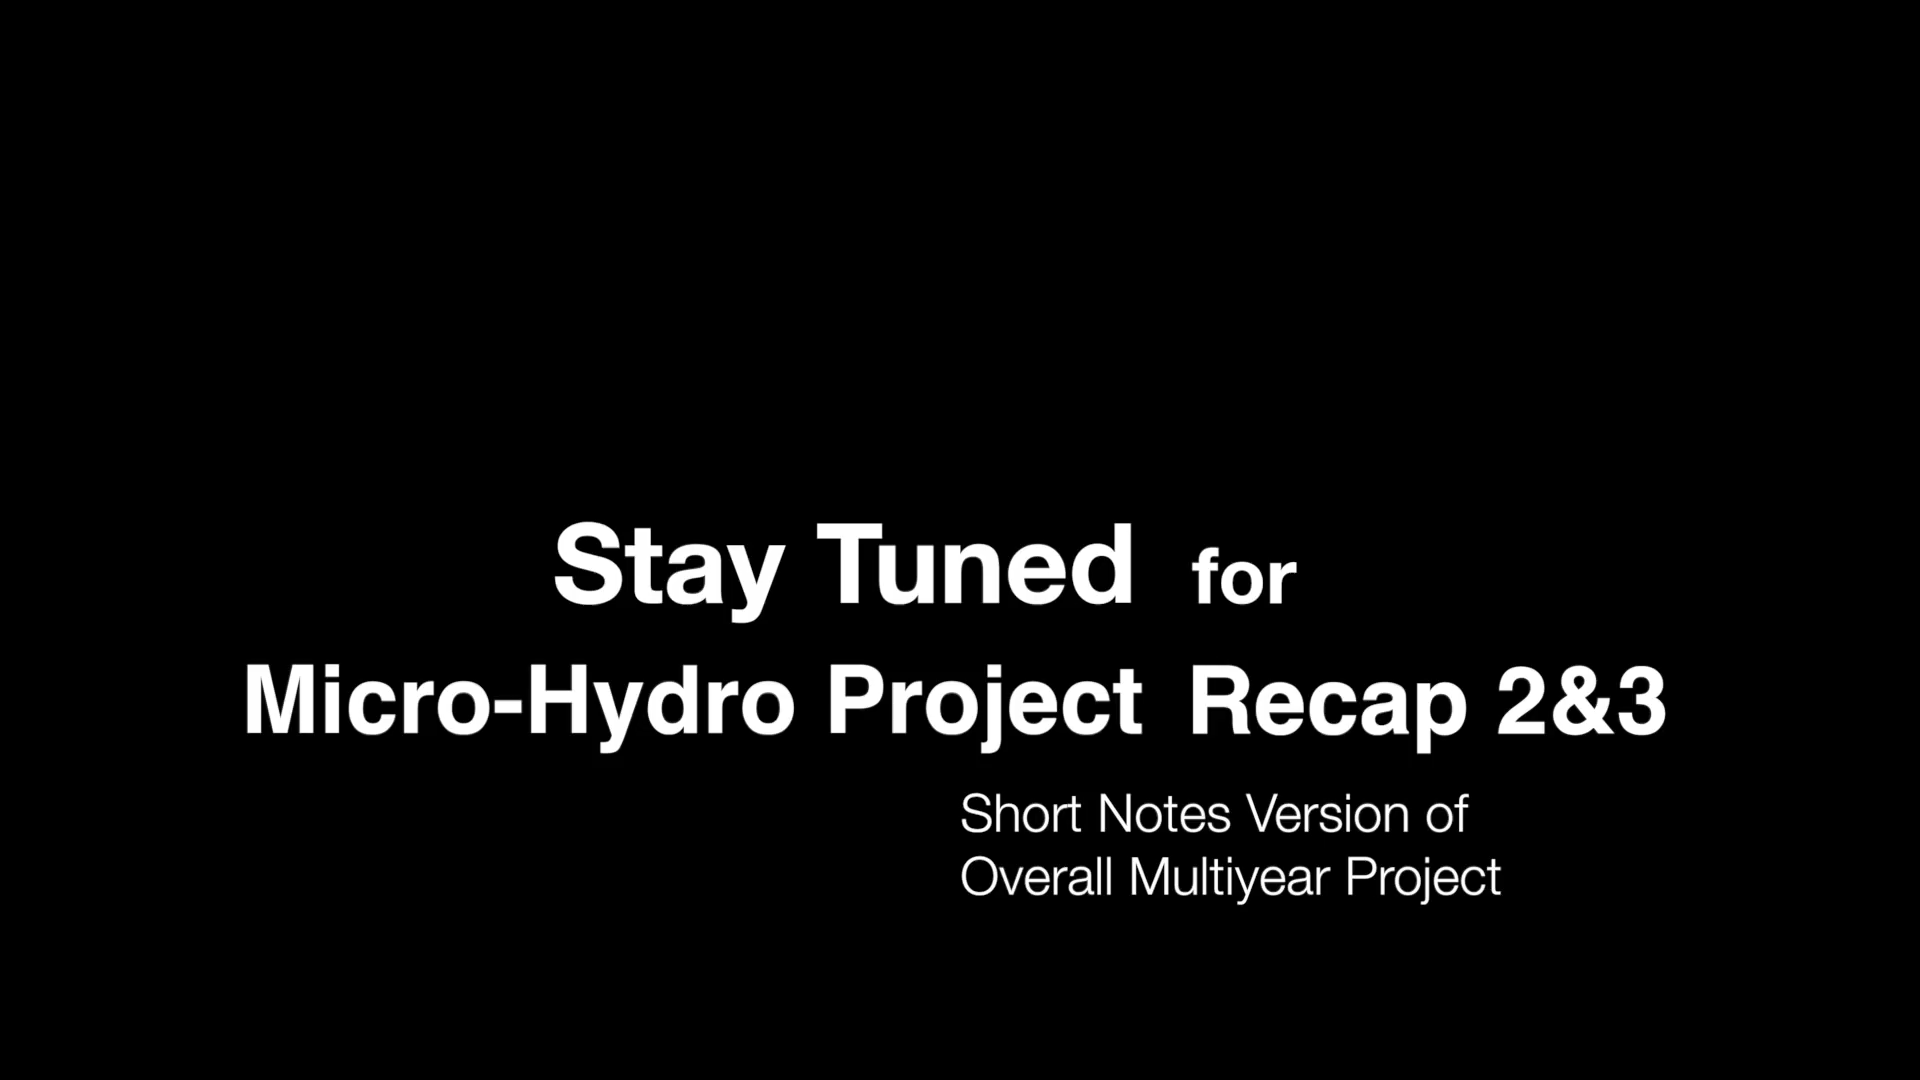 Stay Tuned for
Micro-Hydro Project Recap 2&3
Short Notes Version of
Overall Multiyear Project